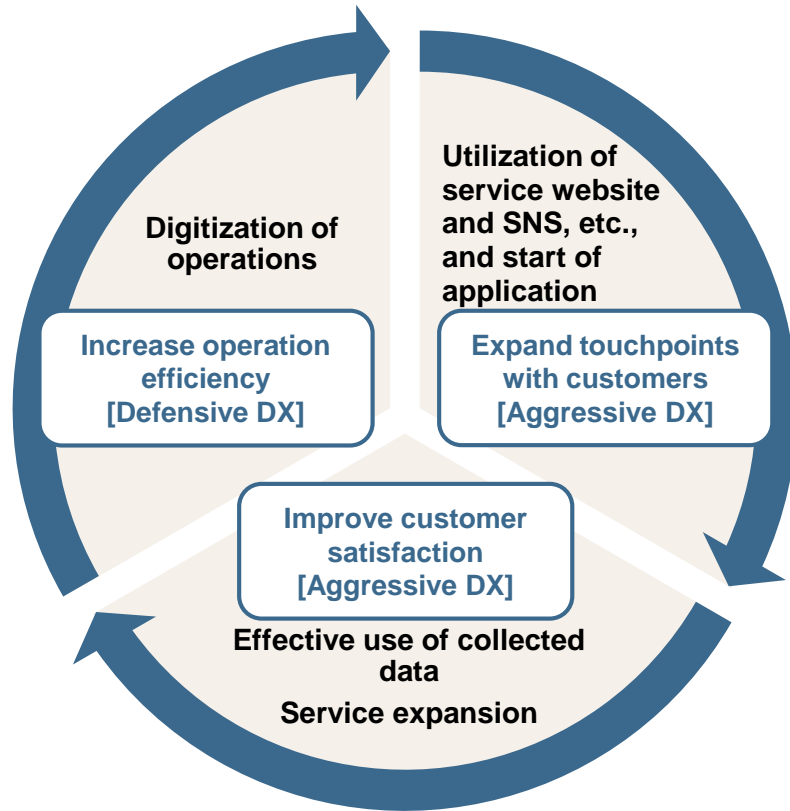 Digitization of
operations
Increase operation
efficiency
[Defensive DX]
Utilization of
service website
and SNS, etc.,
and start of
application
Expand touchpoints
with customers
[Aggressive DX]
Improve customer
satisfaction
[Aggressive DX]
Effective use of collected
data
Service expansion